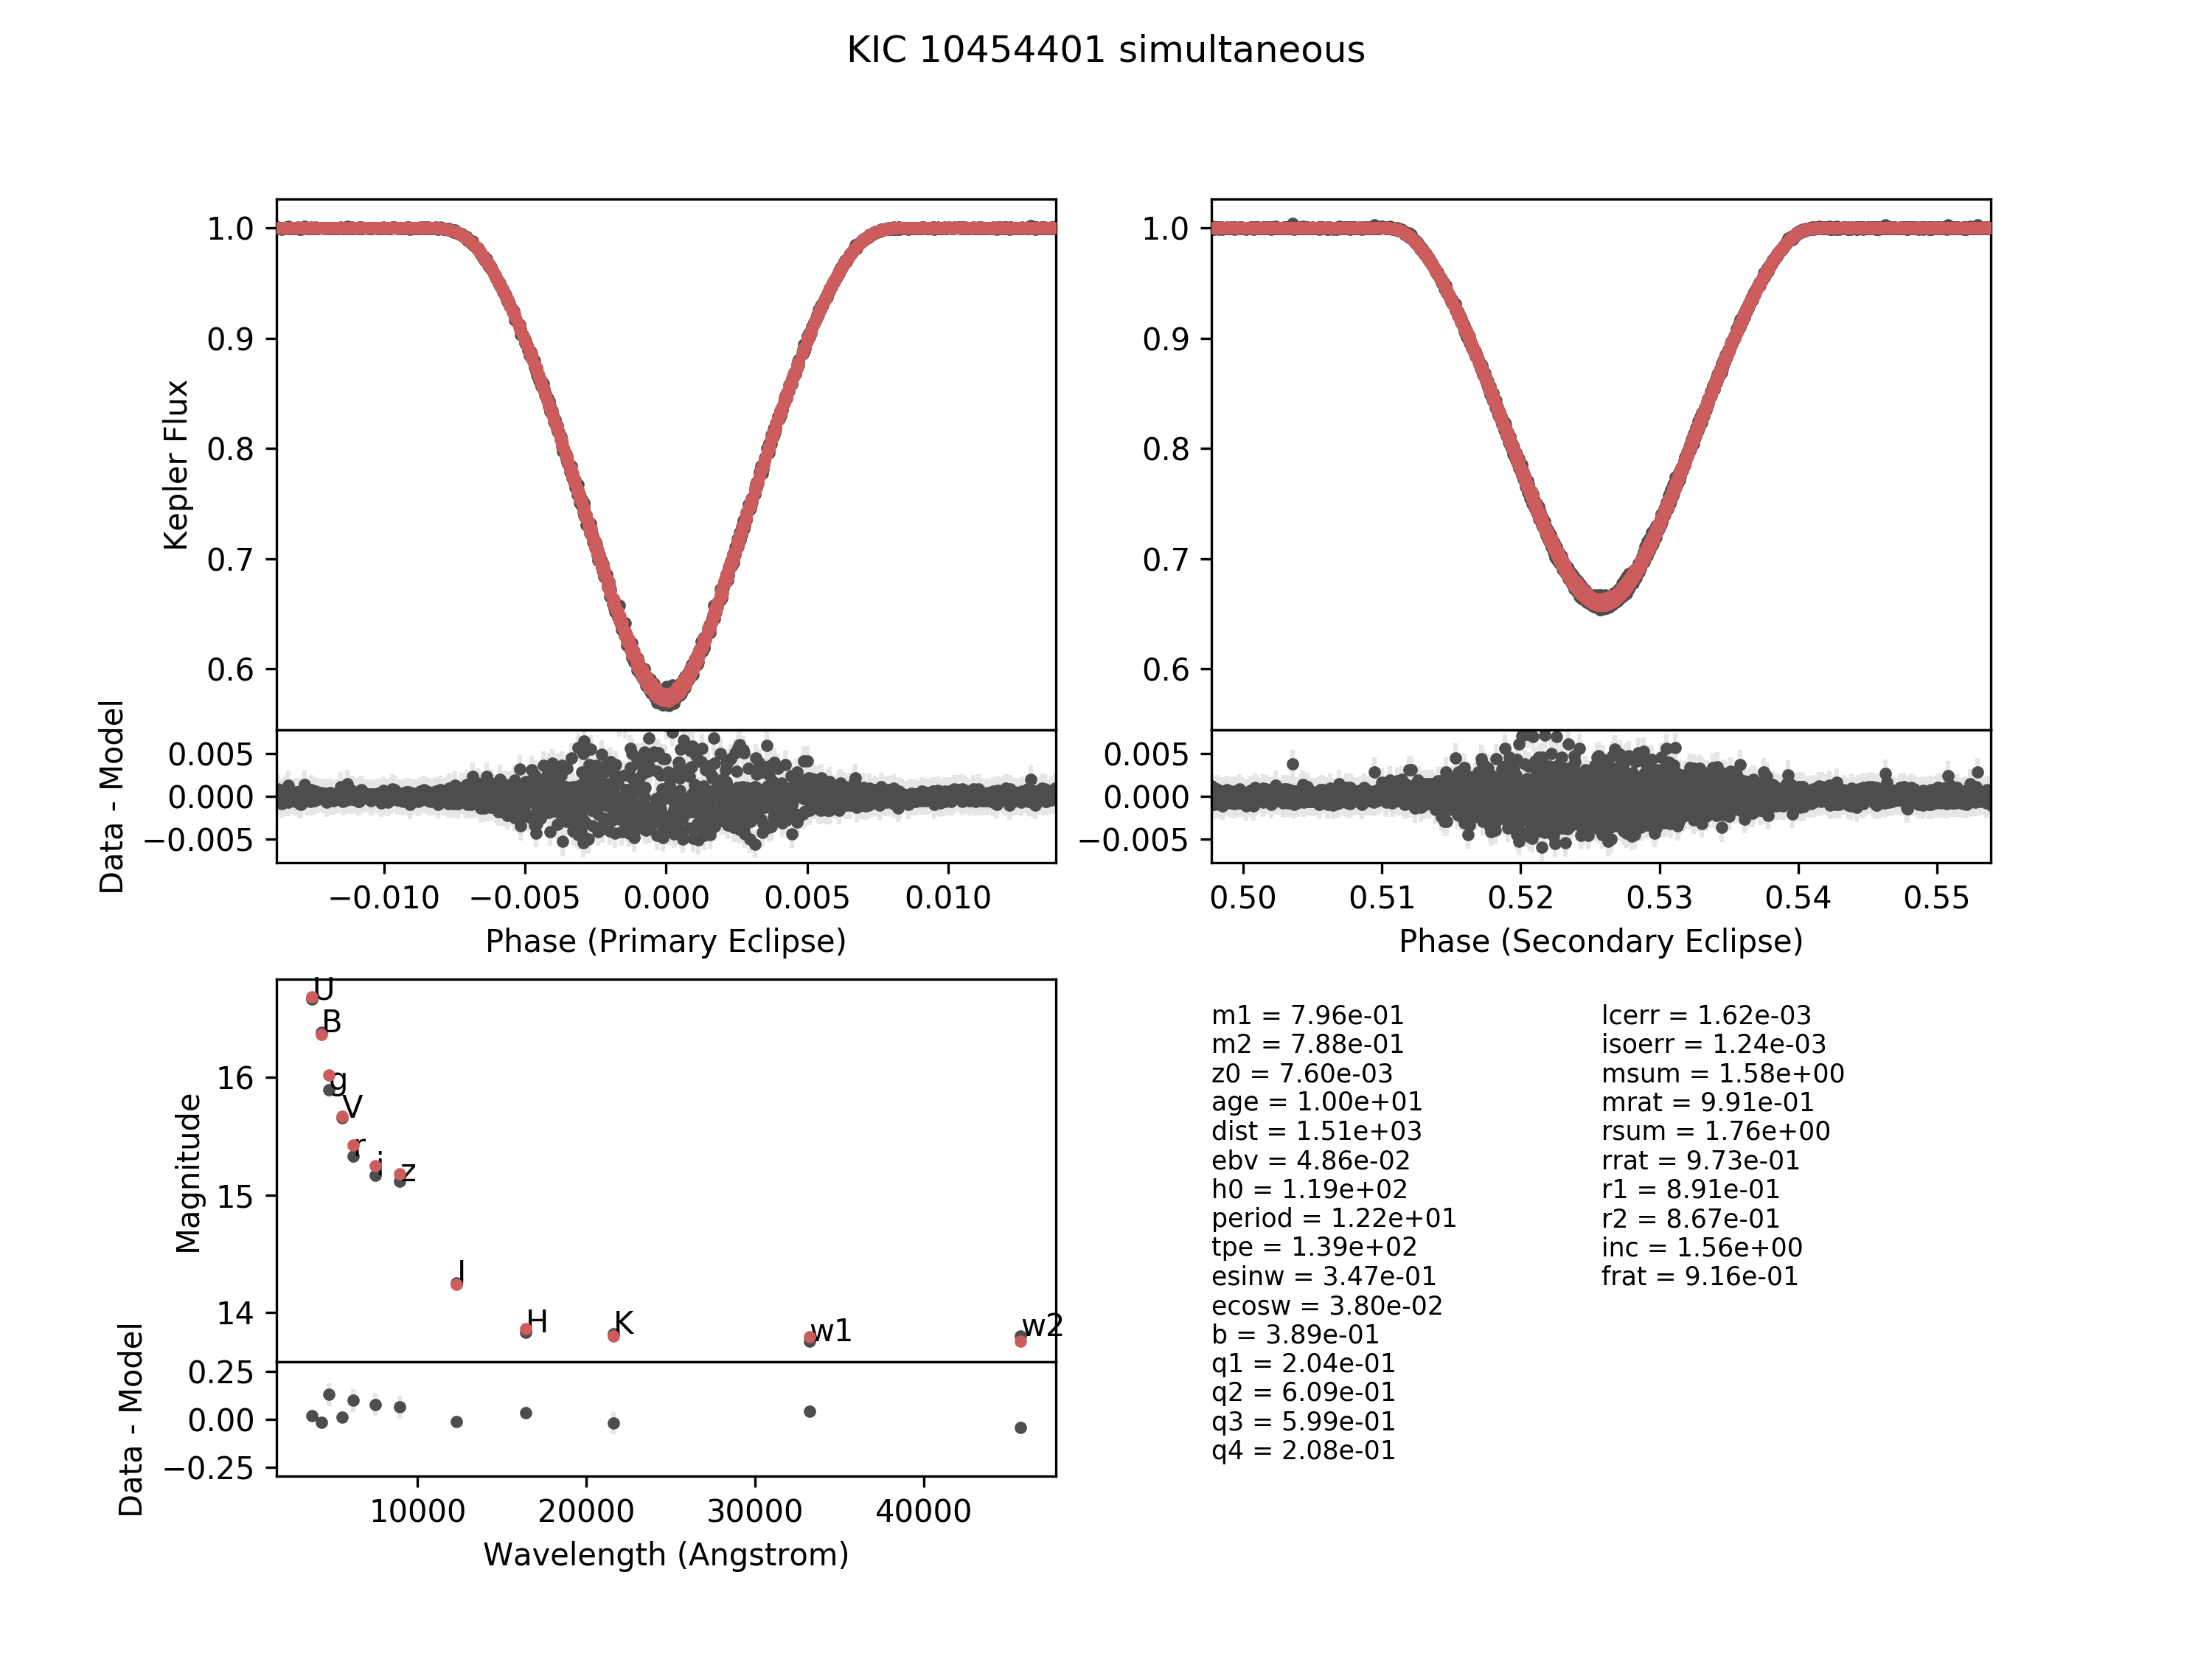 KIC 10454401 simultaneous
Kepler Flux
1.0
0.9
0.8
0.7
0.6
Data - Model
0.005
0.000
−0.005
−0.010 −0.005 0.000 0.005 0.010
Phase (Primary Eclipse)
1.0
0.9
0.8
0.7
0.6
0.005
0.000
−0.005
0.50 0.51 0.52 0.53 0.54 0.55
Phase (Secondary Eclipse)
Magnitude
16
15
14
U
B
g
V
r
i
z
J
H
K
w1
w2
Data - Model
0.25
0.00
−0.25
10000 20000 30000 40000
Wavelength (Angstrom)
m1 = 7.96e-01
m2 = 7.88e-01
z0 = 7.60e-03
age = 1.00e+01
dist = 1.51e+03
ebv = 4.86e-02
h0 = 1.19e+02
period = 1.22e+01
tpe = 1.39e+02
esinw = 3.47e-01
ecosw = 3.80e-02
b = 3.89e-01
q1 = 2.04e-01
q2 = 6.09e-01
q3 = 5.99e-01
q4 = 2.08e-01
lcerr = 1.62e-03
isoerr = 1.24e-03
msum = 1.58e+00
mrat = 9.91e-01
rsum = 1.76e+00
rrat = 9.73e-01
r1 = 8.91e-01
r2 = 8.67e-01
inc = 1.56e+00
frat = 9.16e-01